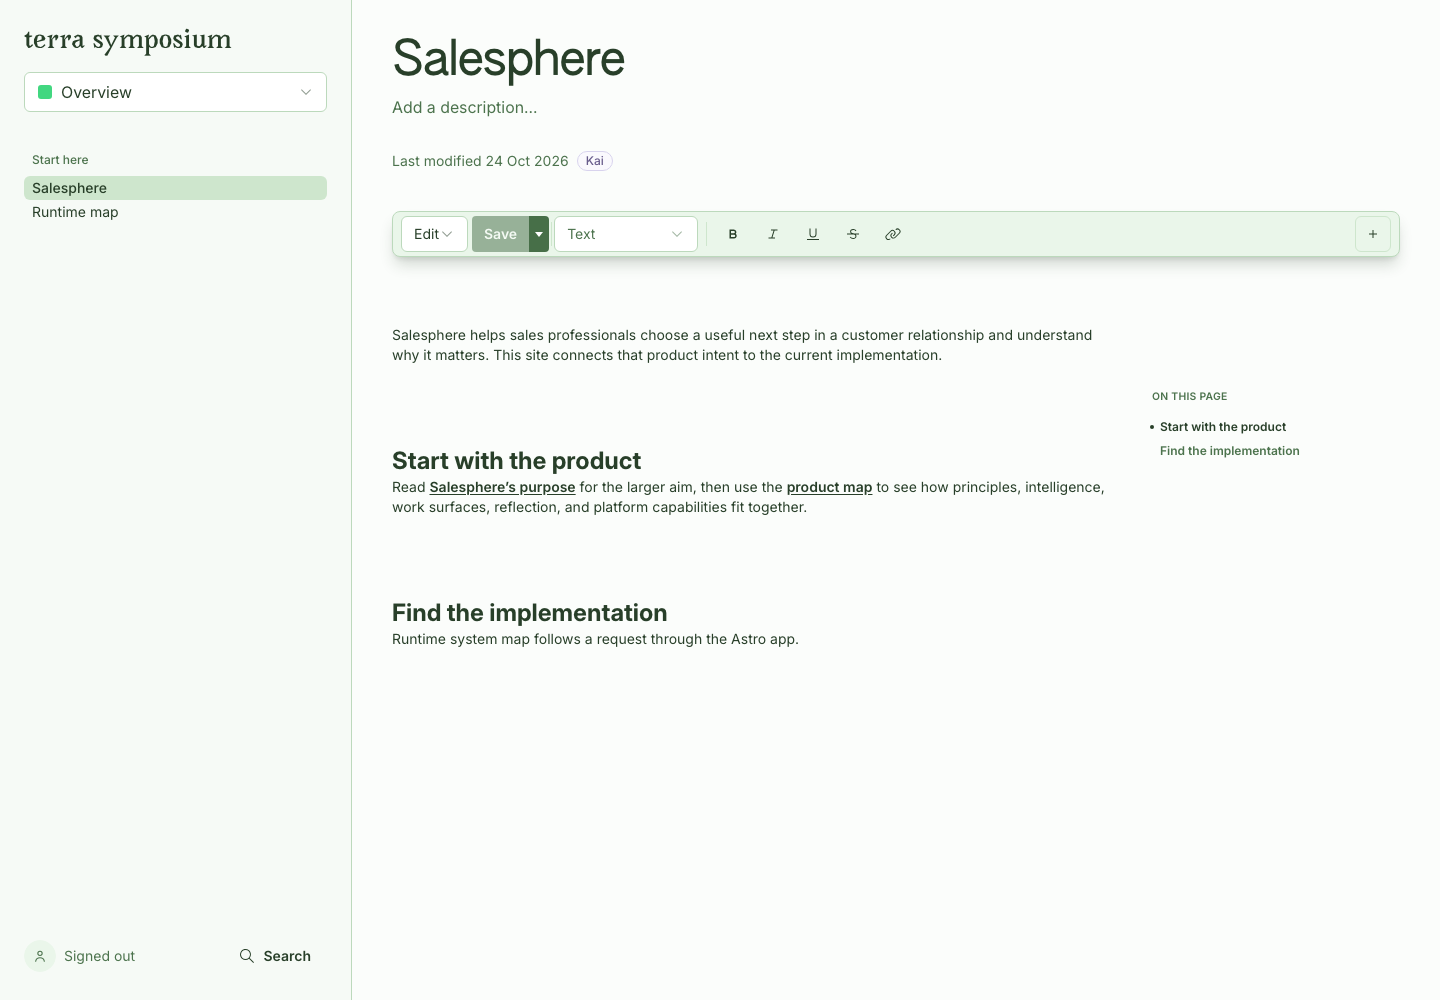 terra symposium
Overview
Start here
Salesphere
Runtime map
Signed out
Search
Salesphere
Add a description...
Last modified 24 Oct 2026 Kai
Edit Save Text B I U S +
Salesphere helps sales professionals choose a useful next step in a customer relationship and understand
why it matters. This site connects that product intent to the current implementation.
Start with the product
Read Salesphere’s purpose for the larger aim, then use the product map to see how principles, intelligence,
work surfaces, reflection, and platform capabilities fit together.
Find the implementation
Runtime system map follows a request through the Astro app.
ON THIS PAGE
Start with the product
Find the implementation